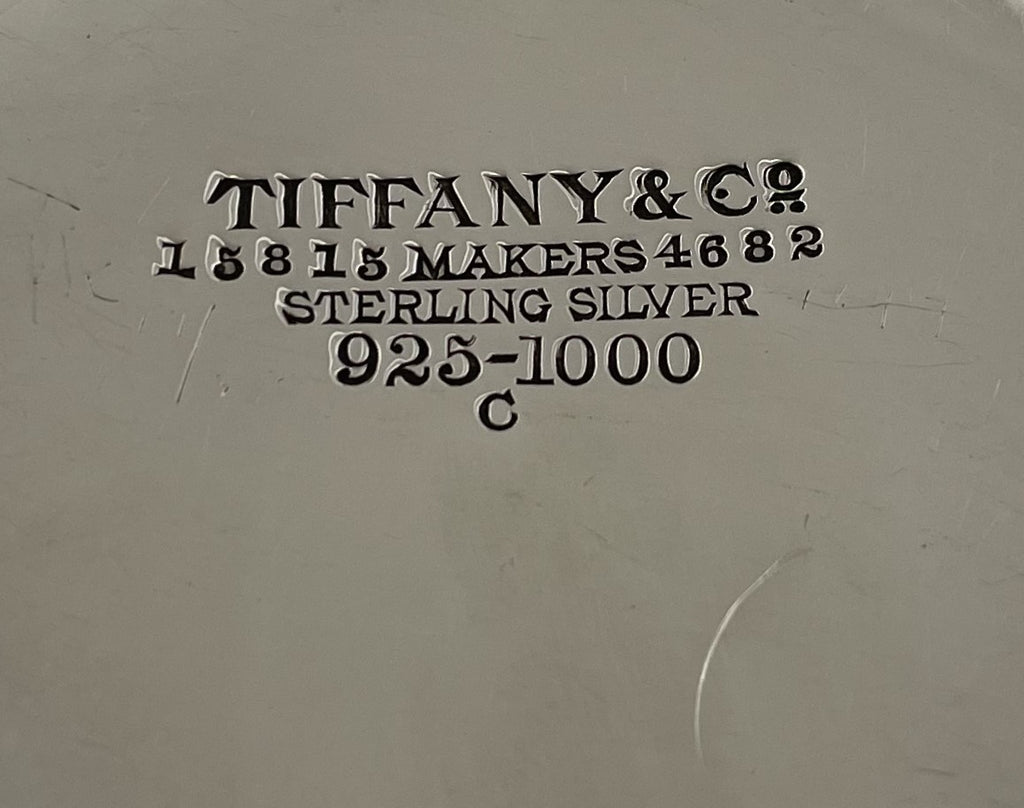 TIFFANY & Cº
15815 MAKERS 4682
STERLING SILVER
925-1000
C